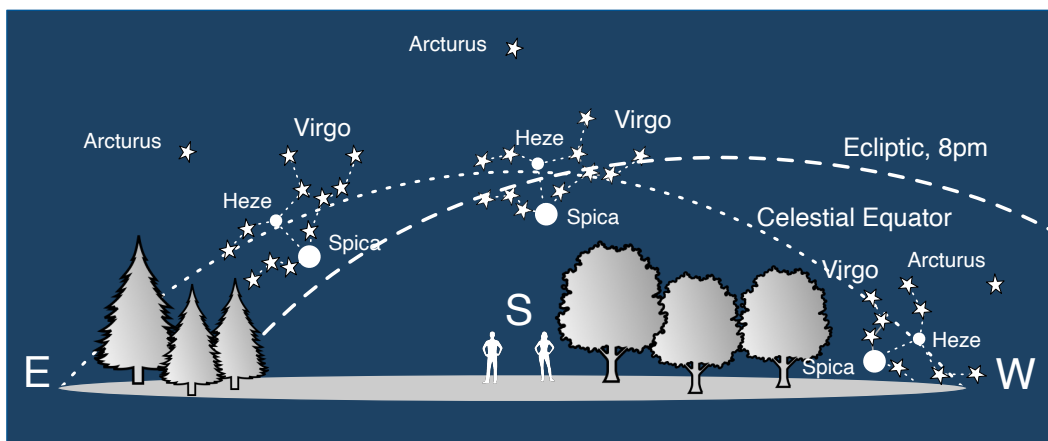 Arcturus
Arcturus
Virgo
Heze
Virgo
Ecliptic, 8pm
Heze
Spica
Celestial Equator
Spica
Virgo
Arcturus
S
Heze
Spica
E
W